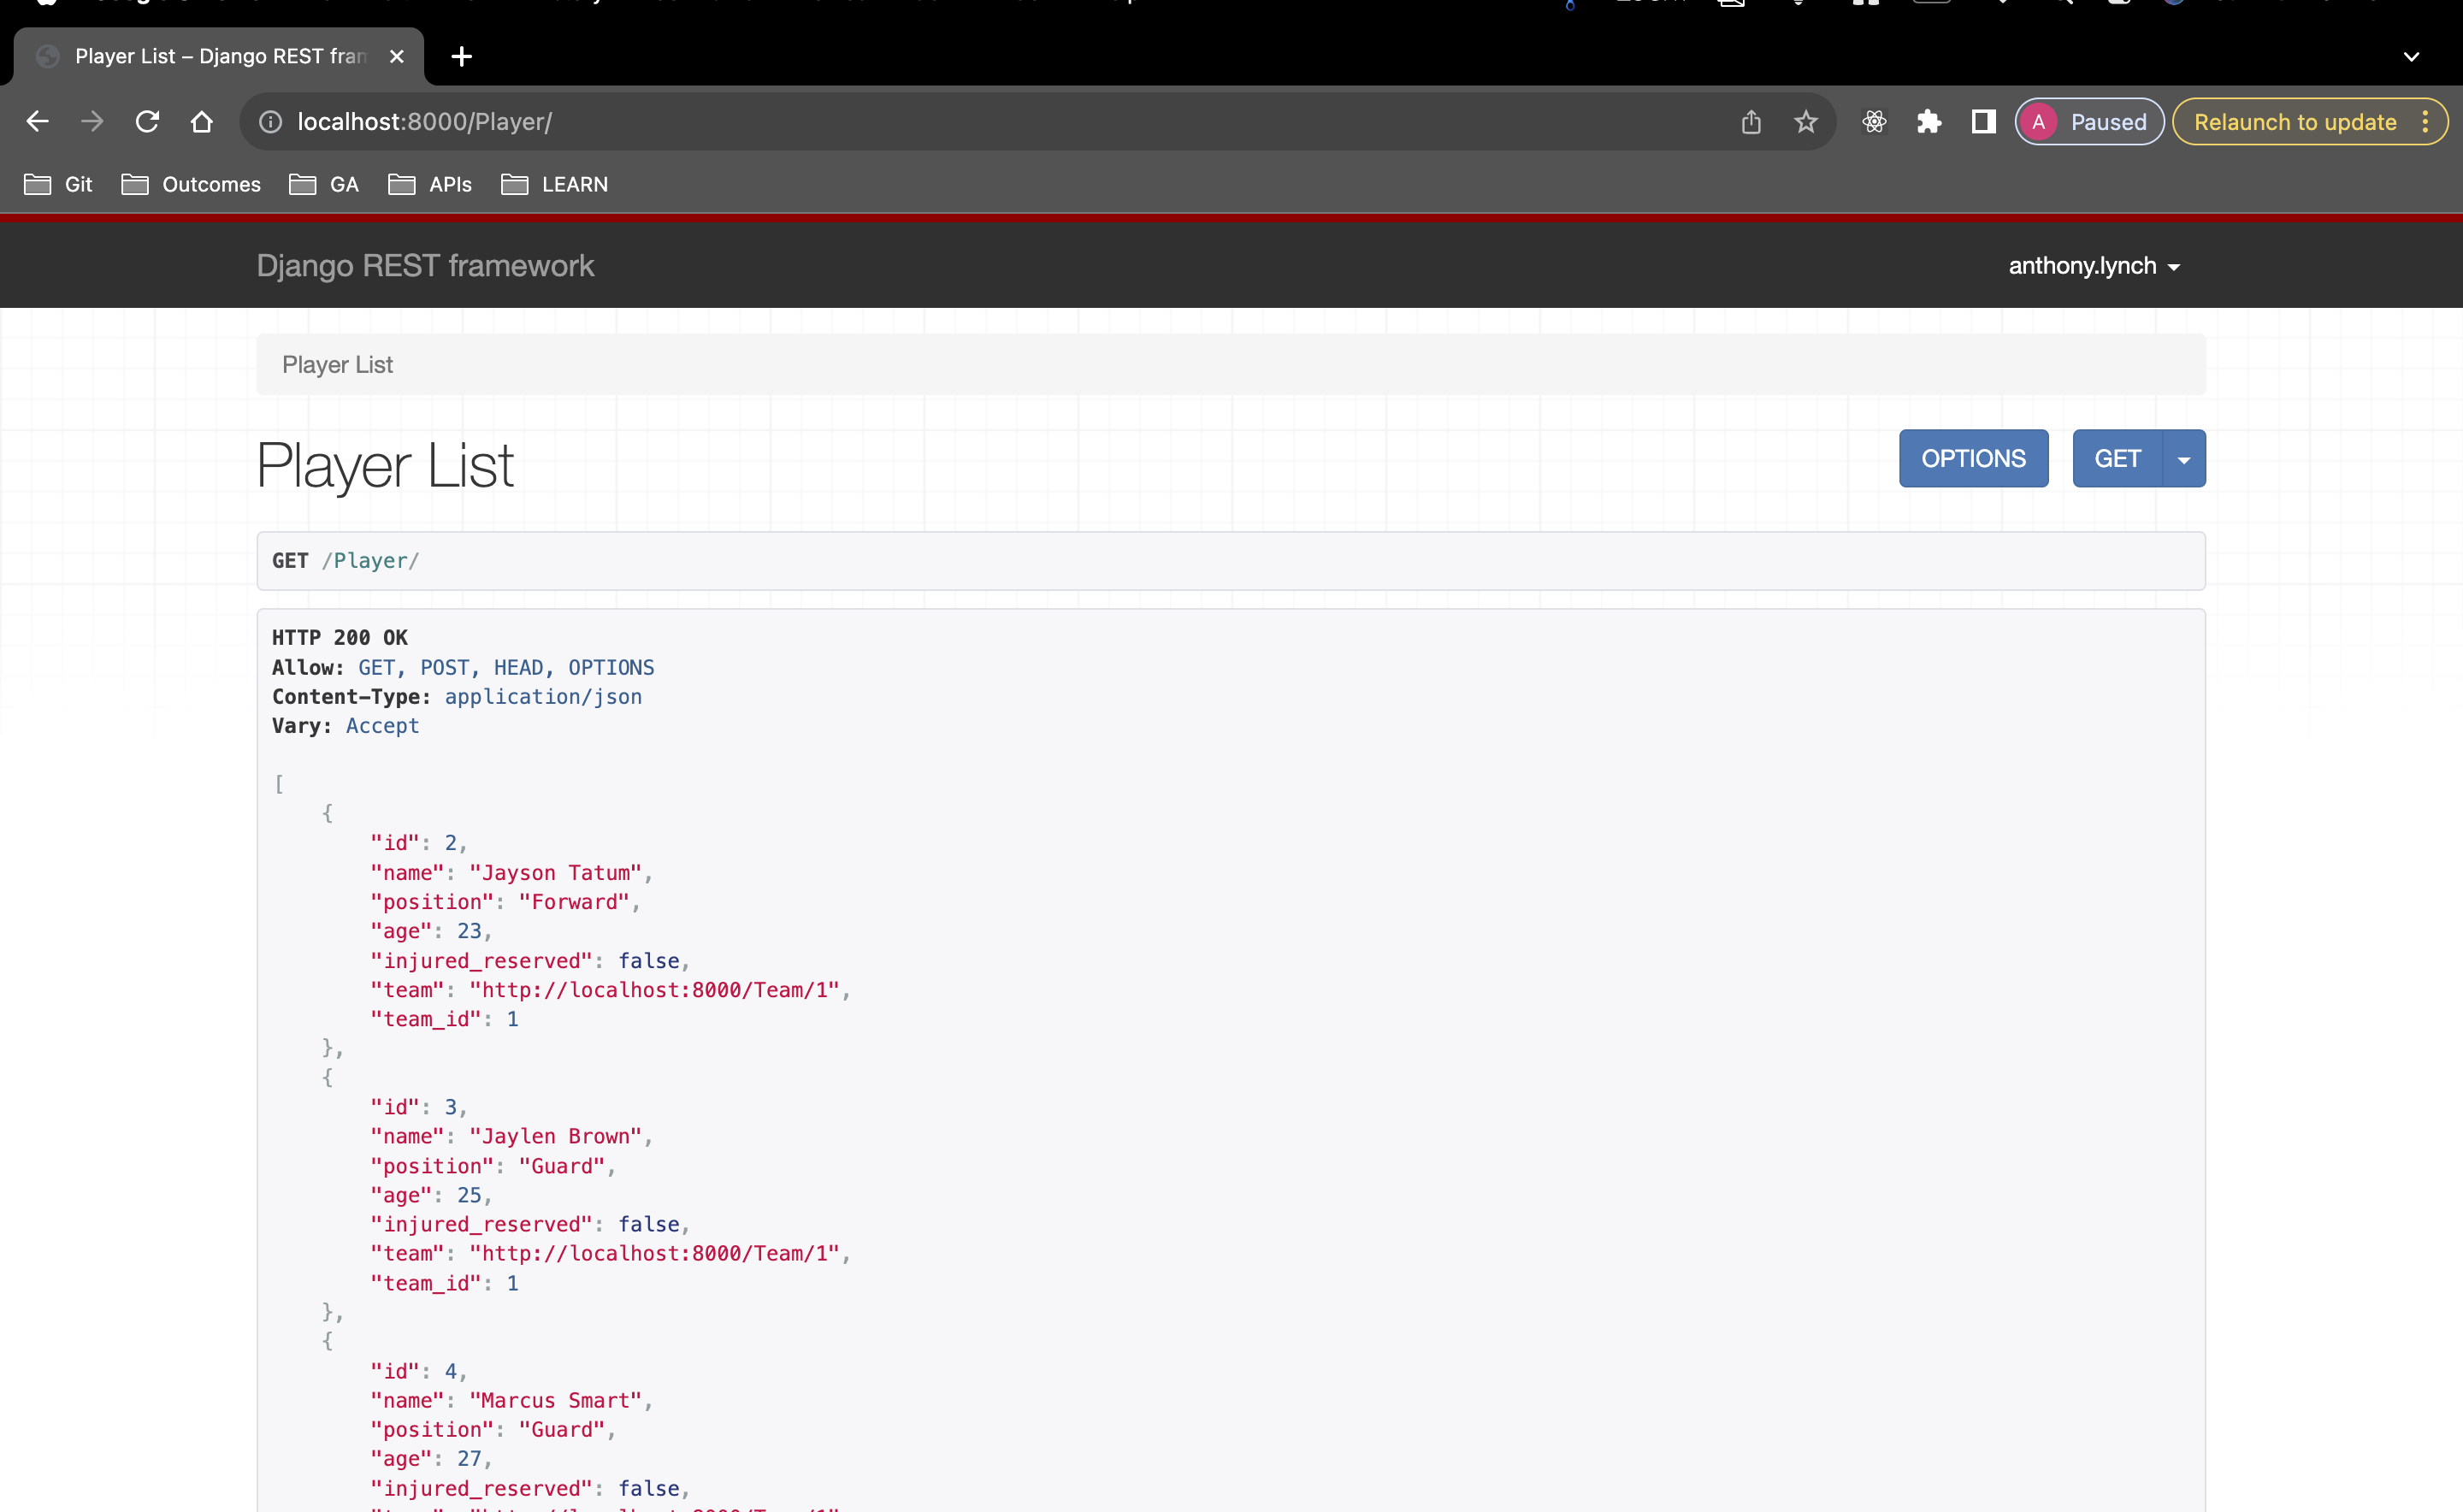 Player List – Django REST fran
localhost:8000/Player/
A Paused
Relaunch to update
Git Outcomes GA APIs LEARN
Django REST framework
anthony.lynch
Player List
Player List
OPTIONS GET
GET /Player/
HTTP 200 OK
Allow: GET, POST, HEAD, OPTIONS
Content-Type: application/json
Vary: Accept
[
{
"id": 2,
"name": "Jayson Tatum",
"position": "Forward",
"age": 23,
"injured_reserved": false,
"team": "http://localhost:8000/Team/1",
"team_id": 1
},
{
"id": 3,
"name": "Jaylen Brown",
"position": "Guard",
"age": 25,
"injured_reserved": false,
"team": "http://localhost:8000/Team/1",
"team_id": 1
},
{
"id": 4,
"name": "Marcus Smart",
"position": "Guard",
"age": 27,
"injured_reserved": false,